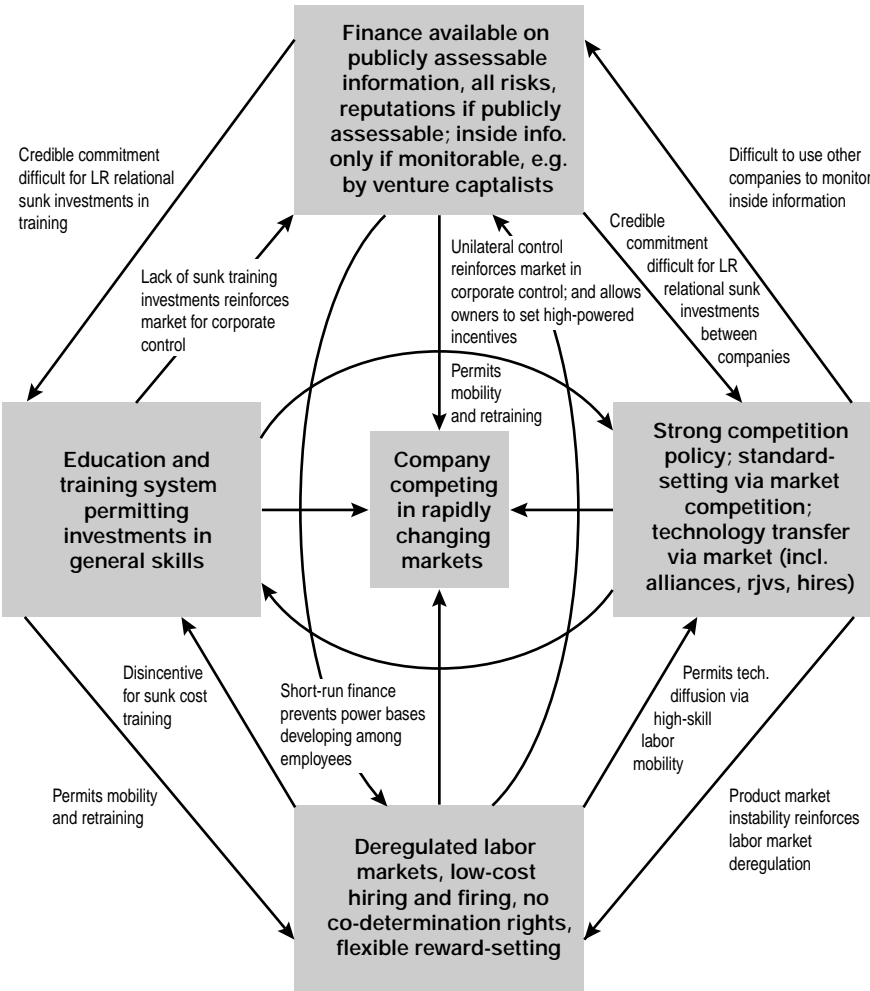 Finance available on
publicly assessable
information, all risks,
reputations if publicly
assessable; inside info.
only if monitorable, e.g.
by venture captalists
Credible commitment
difficult for LR relational
sunk investments in
training
Difficult to use other
companies to monitor
inside information
Lack of sunk training
investments reinforces
market for corporate
control
Unilateral control
reinforces market in
corporate control; and allows
owners to set high-powered
incentives
Credible
commitment
difficult for LR
relational sunk
investments
between
companies
Permits
mobility
and retraining
Education and
training system
permitting
investments in
general skills
Company
competing
in rapidly
changing
markets
Strong competition
policy; standard-
setting via market
competition;
technology transfer
via market (incl.
alliances, rjvs, hires)
Disincentive
for sunk cost
training
Short-run finance
prevents power bases
developing among
employees
Permits tech.
diffusion via
high-skill
labor
mobility
Permits mobility
and retraining
Product market
instability reinforces
labor market
deregulation
Deregulated labor
markets, low-cost
hiring and firing, no
co-determination rights,
flexible reward-setting